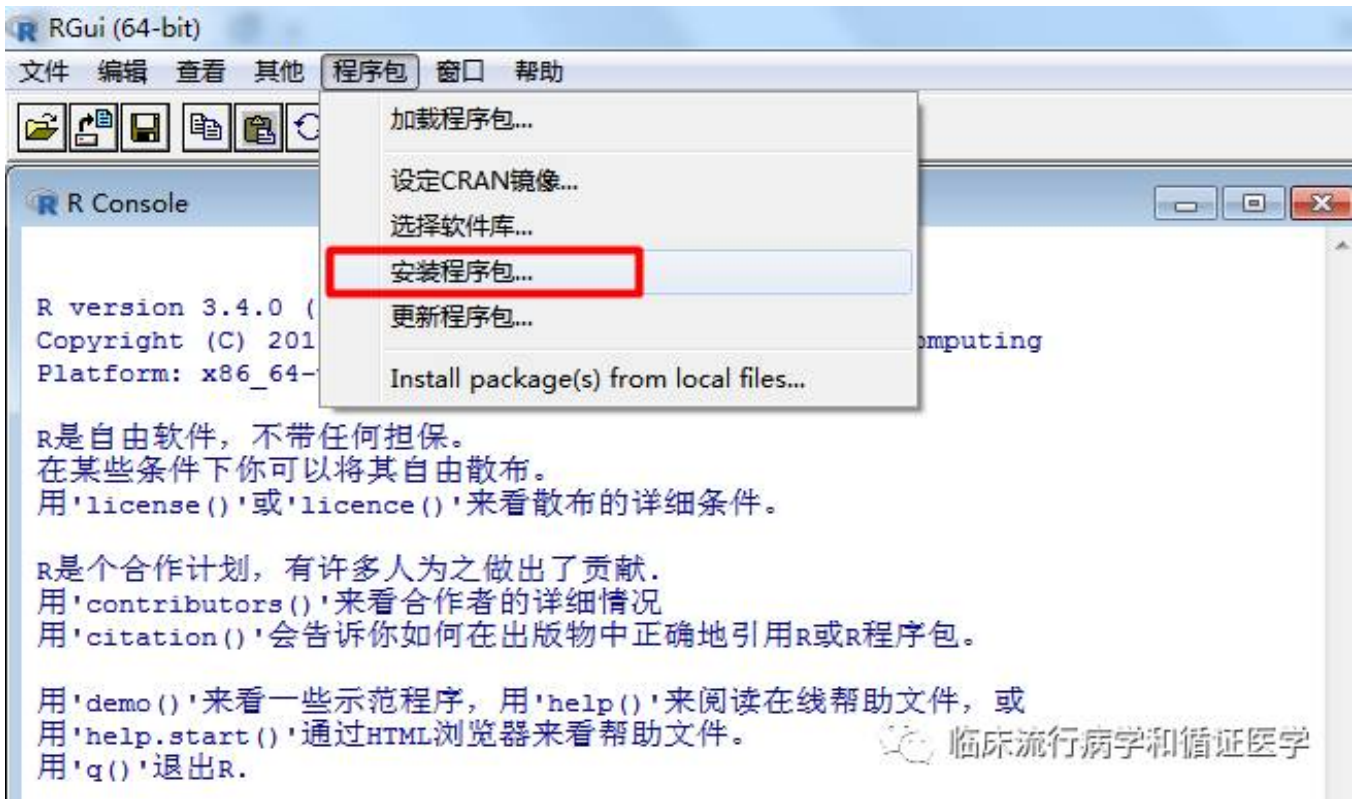 RGui (64-bit)
文件 编辑 查看 其他 程序包 窗口 帮助
加载程序包...
设定CRAN镜像...
选择软件库...
安装程序包...
更新程序包...
Install package(s) from local files...
R Console
R version 3.4.0 (
Copyright (C) 201 omputing
Platform: x86_64-
R是自由软件，不带任何担保。
在某些条件下你可以将其自由散布。
用'license()'或'licence()'来看散布的详细条件。
R是个合作计划，有许多人为之做出了贡献.
用'contributors()'来看合作者的详细情况
用'citation()'会告诉你如何在出版物中正确地引用R或R程序包。
用'demo()'来看一些示范程序，用'help()'来阅读在线帮助文件，或
用'help.start()'通过HTML浏览器来看帮助文件。
用'q()'退出R.
临床流行病学和循证医学